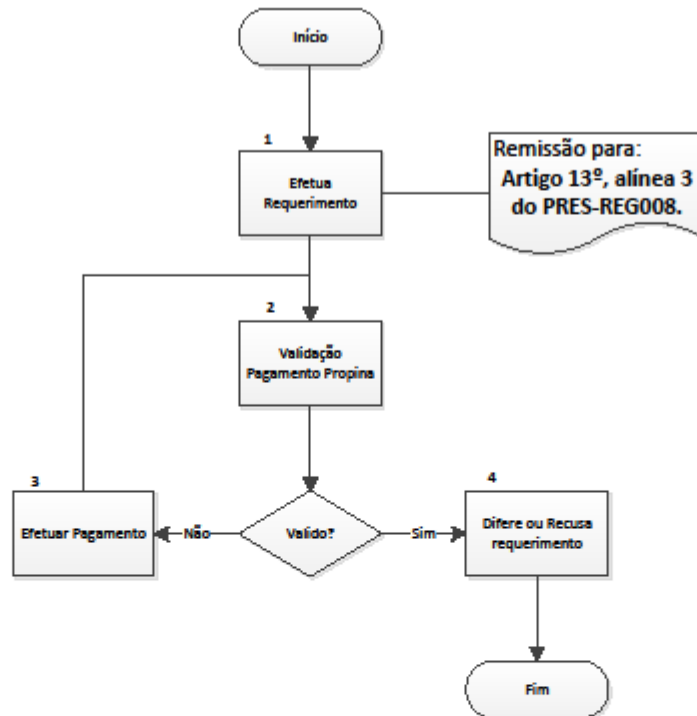 Início
1
Efetua
Requerimento
Remissão para:
Artigo 13º, alínea 3
do PRES-REG008.
2
Validação
Pagamento Propina
3
Efetuar Pagamento
Não
Valido?
Sim
4
Difere ou Recusa
requerimento
Fim